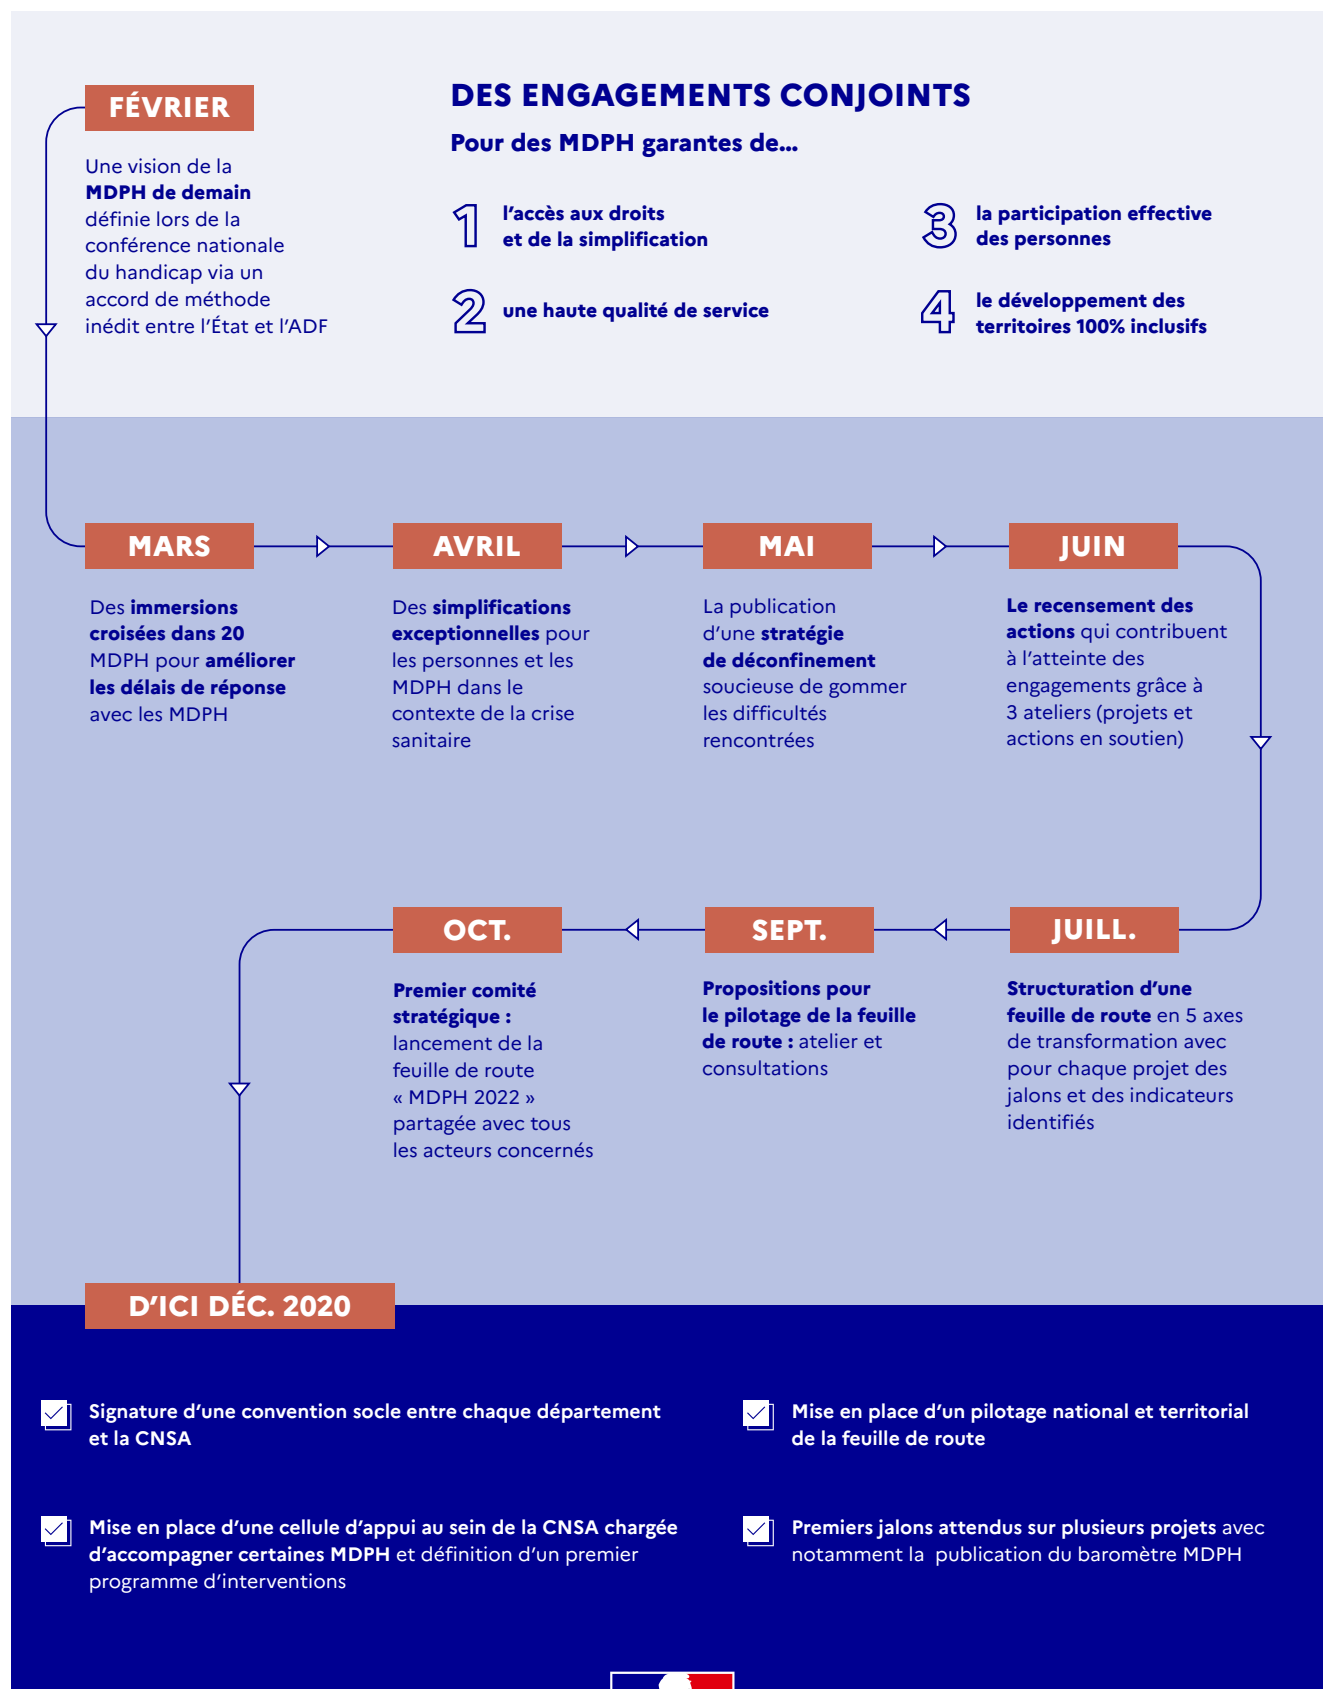 FÉVRIER
Une vision de la
MDPH de demain
définie lors de la
conférence nationale
du handicap via un
accord de méthode
inédit entre l’État et l’ADF
DES ENGAGEMENTS CONJOINTS
Pour des MDPH garantes de...
1 l’accès aux droits
et de la simplification
2 une haute qualité de service
3 la participation effective
des personnes
4 le développement des
territoires 100% inclusifs
MARS
Des immersions
croisées dans 20
MDPH pour améliorer
les délais de réponse
avec les MDPH
AVRIL
Des simplifications
exceptionnelles pour
les personnes et les
MDPH dans le
contexte de la crise
sanitaire
MAI
La publication
d’une stratégie
de déconfinement
soucieuse de gommer
les difficultés
rencontrées
JUIN
Le recensement des
actions qui contribuent
à l’atteinte des
engagements grâce à
3 ateliers (projets et
actions en soutien)
JUILL.
Structuration d’une
feuille de route en 5 axes
de transformation avec
pour chaque projet des
jalons et des indicateurs
identifiés
SEPT.
Propositions pour
le pilotage de la feuille
de route : atelier et
consultations
OCT.
Premier comité
stratégique :
lancement de la
feuille de route
« MDPH 2022 »
partagée avec tous
les acteurs concernés
D’ICI DÉC. 2020
Signature d’une convention socle entre chaque département
et la CNSA
Mise en place d’une cellule d’appui au sein de la CNSA chargée
d’accompagner certaines MDPH et définition d’un premier
programme d’interventions
Mise en place d’un pilotage national et territorial
de la feuille de route
Premiers jalons attendus sur plusieurs projets avec
notamment la publication du baromètre MDPH